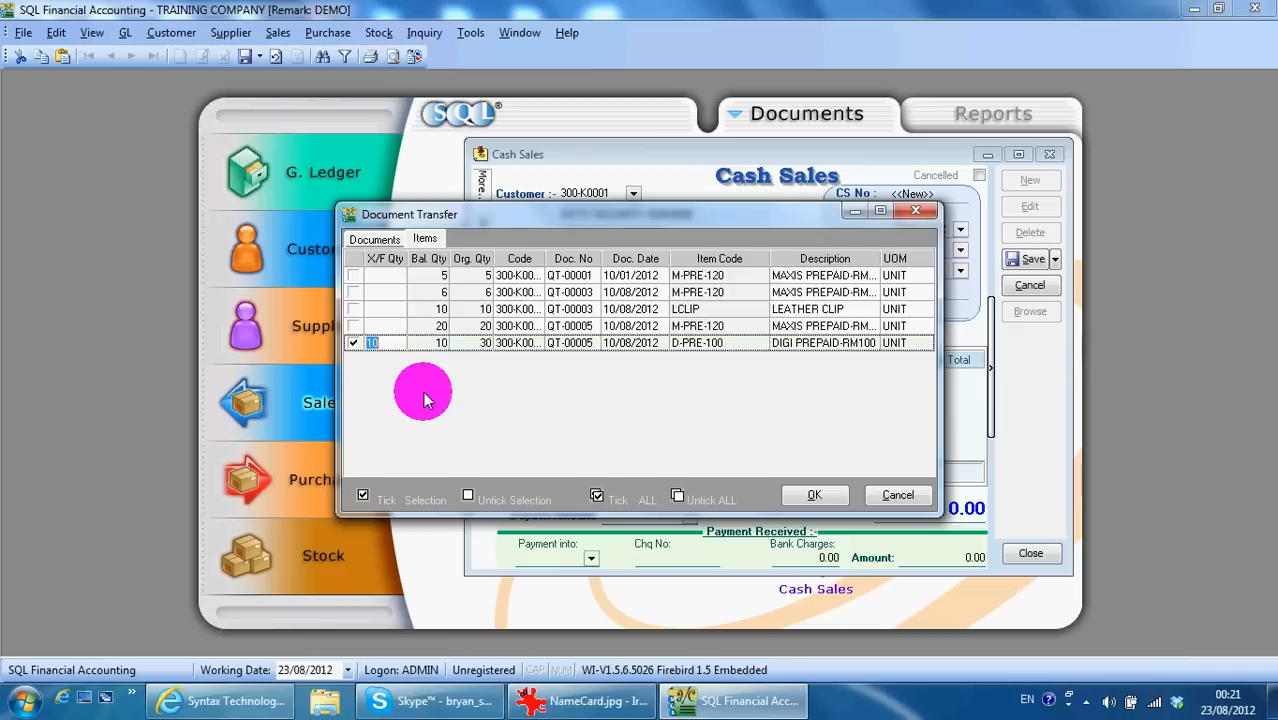 SQL Financial Accounting - TRAINING COMPANY [Remark: DEMO]
File Edit View GL Customer Supplier Sales Purchase Stock Inquiry Tools Window Help
SQL®
Documents
Reports
G. Ledger
Cash Sales
More...
Customer :- 300-K0001
Cash Sales
Cancelled
CS No : <<New>>
New
Edit
Delete
Save
Cancel
Browse
Document Transfer
Documents Items
X/F Qty Bal. Qty Org. Qty Code Doc. No Doc. Date Item Code Description UOM
5 5 300-K00... QT-00001 10/01/2012 M-PRE-120 MAXIS PREPAID-RM... UNIT
6 6 300-K00... QT-00003 10/08/2012 M-PRE-120 MAXIS PREPAID-RM... UNIT
10 10 300-K00... QT-00003 10/08/2012 LCLIP LEATHER CLIP UNIT
20 20 300-K00... QT-00005 10/08/2012 M-PRE-120 MAXIS PREPAID-RM... UNIT
10 10 30 300-K00... QT-00005 10/08/2012 D-PRE-100 DIGI PREPAID-RM100 UNIT
Custo
Suppl
Sale
Purcha
Stock
Total
Tick Selection Untick Selection Tick ALL Untick ALL OK Cancel
0.00
Payment Received :-
Payment into: Chq No: Bank Charges:
0.00 Amount: 0.00
Close
Cash Sales
SQL Financial Accounting Working Date: 23/08/2012 Logon: ADMIN Unregistered CAP NUM WI-V1.5.6.5026 Firebird 1.5 Embedded
Syntax Technolog... Skype™ - bryan_s... NameCard.jpg - Ir... SQL Financial Acc... EN 00:21
23/08/2012